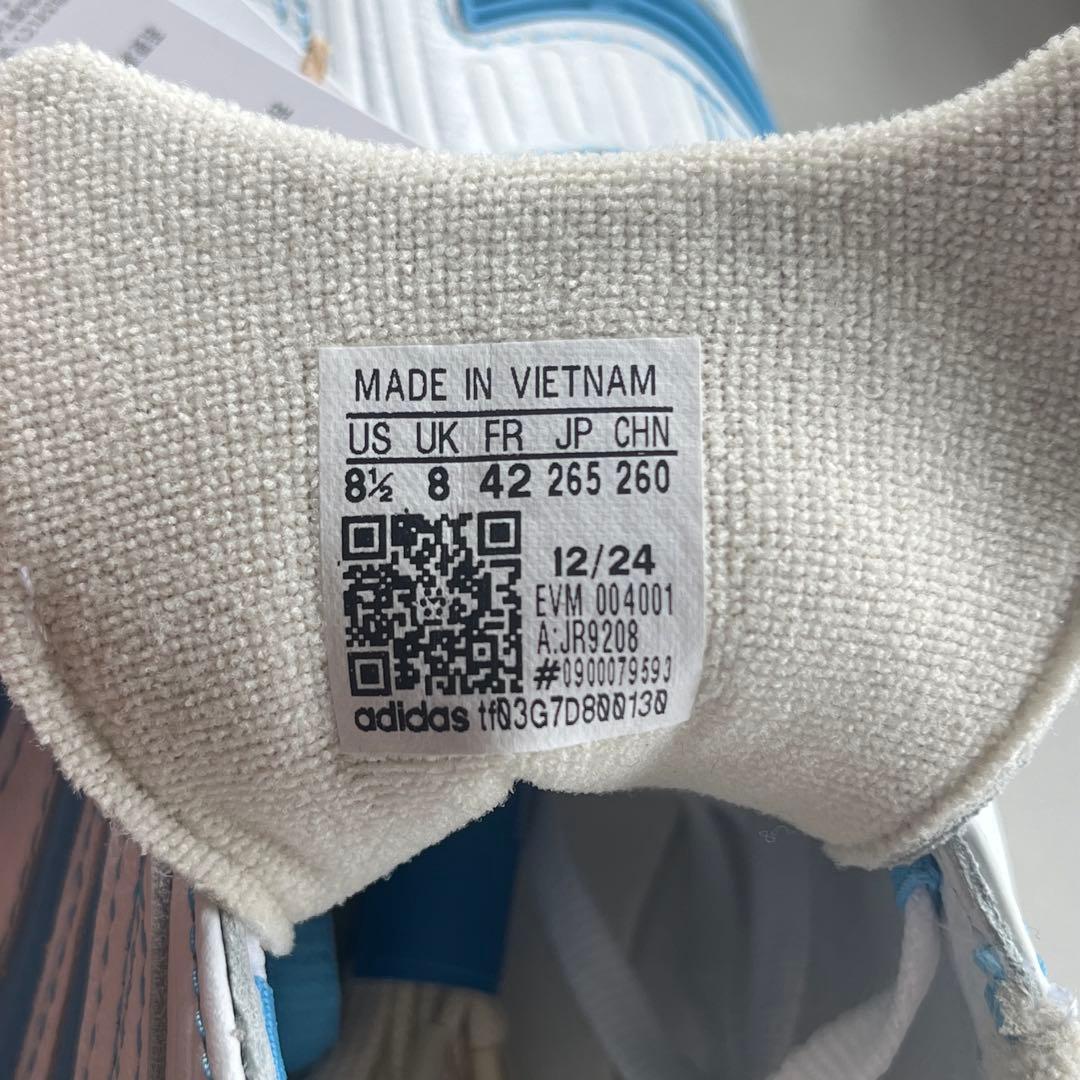 MADE IN VIETNAM
US UK FR JP CHN
8½ 8 42 265 260
12/24
EVM 004001
A:JR9208
#0900079593
adidas tf03G7D800130